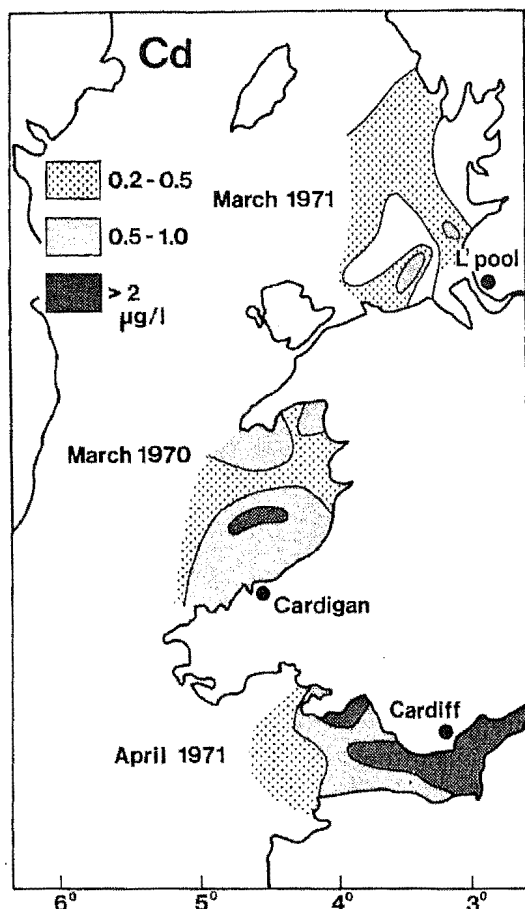 Cd
0.2 - 0.5
March 1971
0.5 - 1.0
L' pool
> 2
µg/l
March 1970
Cardigan
Cardiff
April 1971
6° 5° 4° 3°